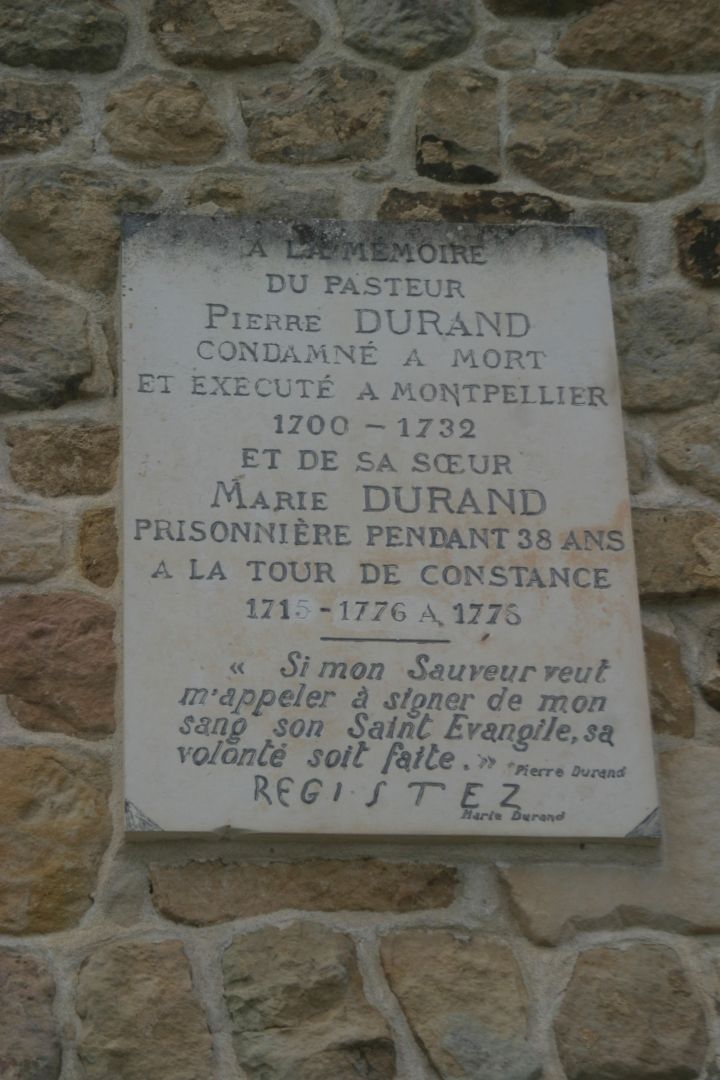 A LA MÉMOIRE
DU PASTEUR
PIERRE DURAND
CONDAMNÉ A MORT
ET EXECUTÉ A MONTPELLIER
1700 – 1732
ET DE SA SŒUR
MARIE DURAND
PRISONNIÈRE PENDANT 38 ANS
A LA TOUR DE CONSTANCE
1715 - 1776 A 1778
« Si mon Sauveur veut
m'appeler à signer de mon
sang son Saint Evangile, sa
volonté soit faite. » Pierre Durand
REGISTEZ
Marie Durand